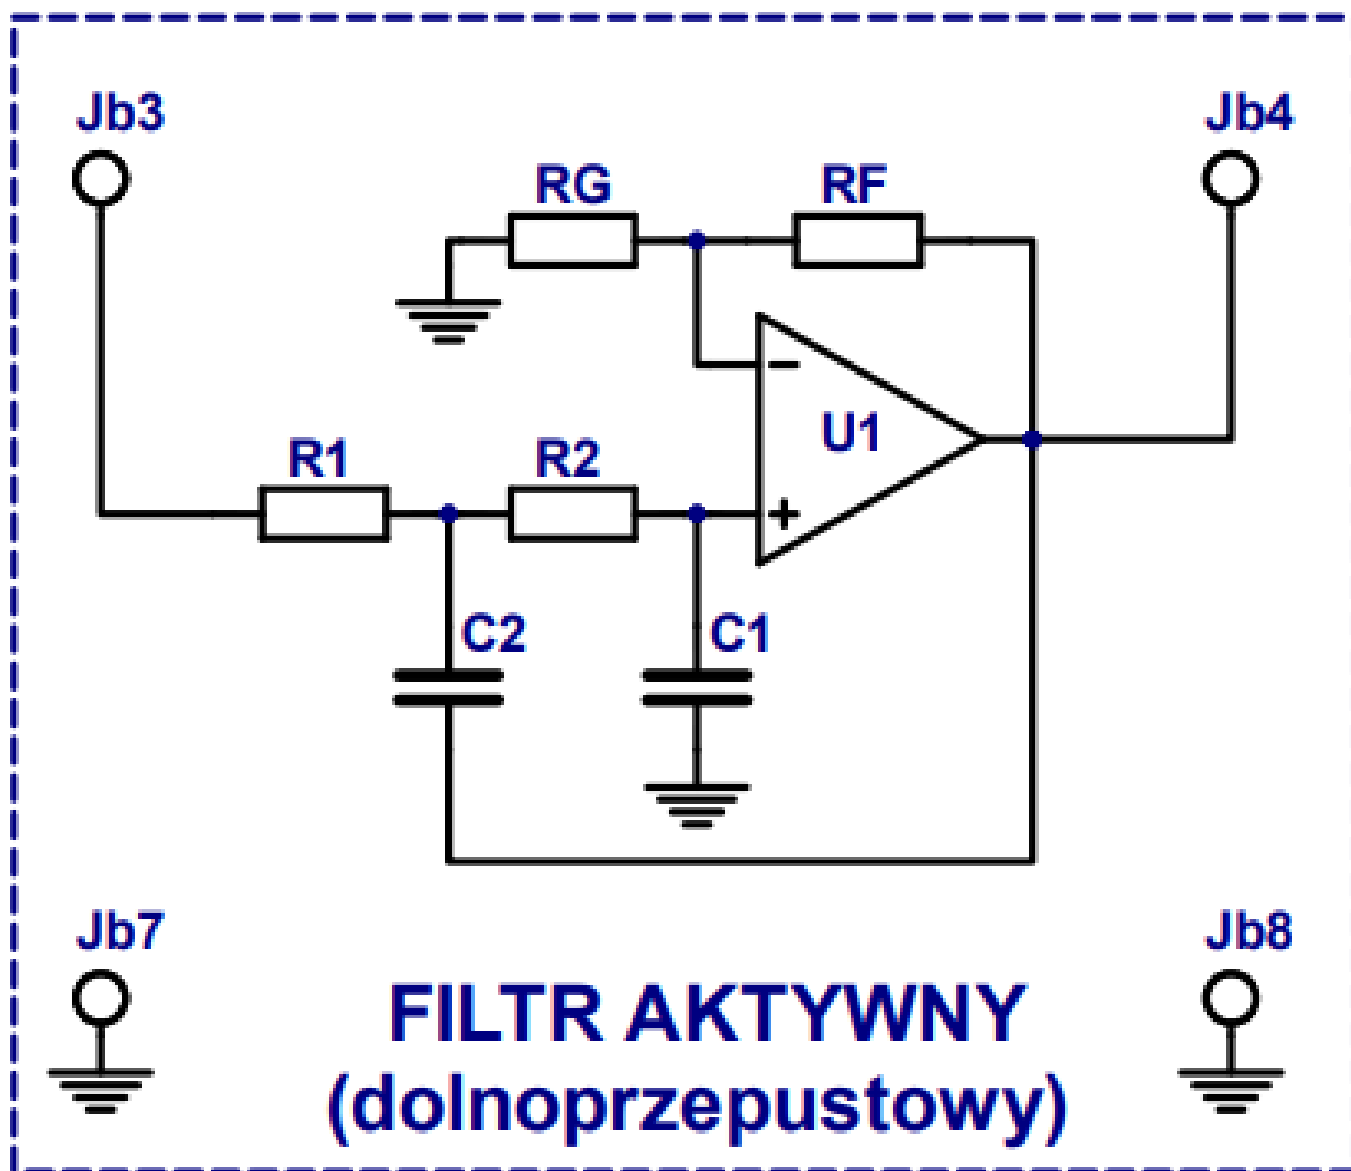 Jb3
Jb4
RG
RF
U1
R1
R2
C2
C1
Jb7
Jb8
FILTR AKTYWNY
(dolnoprzepustowy)